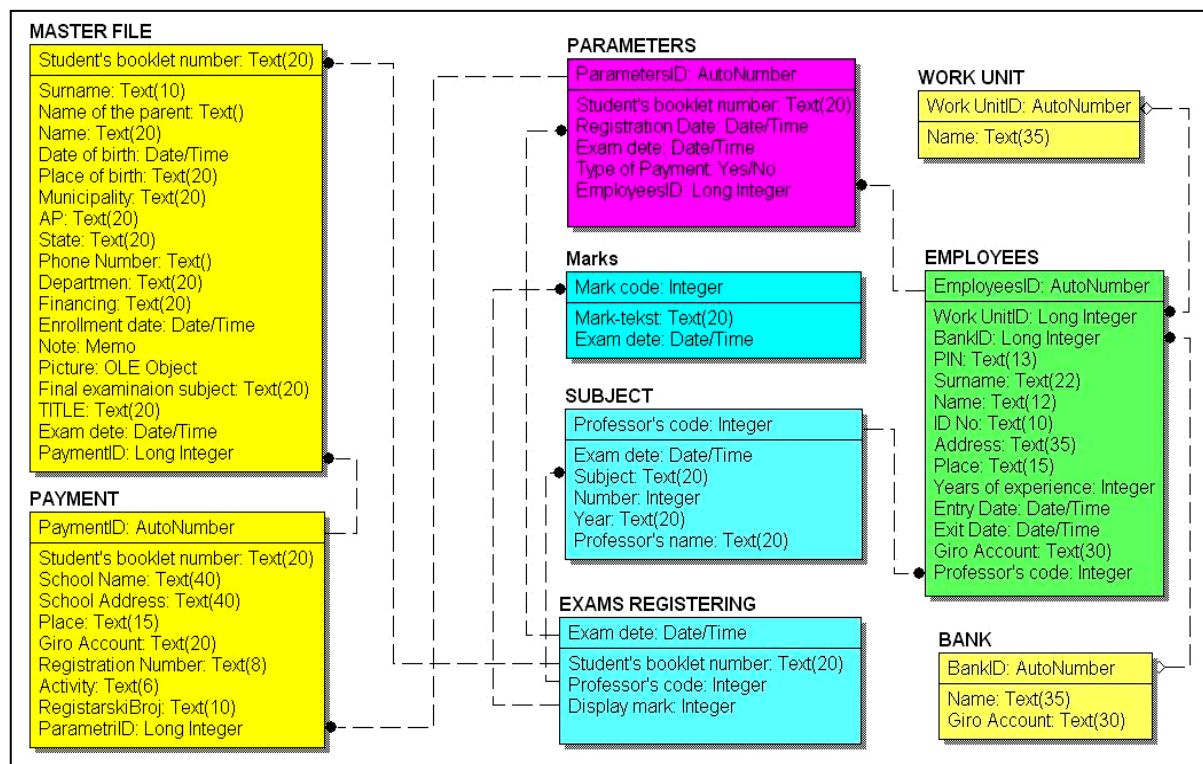 MASTER FILE
Student's booklet number: Text(20)
Surname: Text(10)
Name of the parent: Text()
Name: Text(20)
Date of birth: Date/Time
Place of birth: Text(20)
Municipality: Text(20)
AP: Text(20)
State: Text(20)
Phone Number: Text()
Departmen: Text(20)
Financing: Text(20)
Enrollment date: Date/Time
Note: Memo
Picture: OLE Object
Final examinaion subject: Text(20)
TITLE: Text(20)
Exam dete: Date/Time
PaymentID: Long Integer
PAYMENT
PaymentID: AutoNumber
Student's booklet number: Text(20)
School Name: Text(40)
School Address: Text(40)
Place: Text(15)
Giro Account: Text(20)
Registration Number: Text(8)
Activity: Text(6)
RegistarskiBroj: Text(10)
ParametriID: Long Integer
PARAMETERS
ParametersID: AutoNumber
Student's booklet number: Text(20)
Registration Date: Date/Time
Exam dete: Date/Time
Type of Payment: Yes/No
EmployeesID: Long Integer
Marks
Mark code: Integer
Mark-tekst: Text(20)
Exam dete: Date/Time
SUBJECT
Professor's code: Integer
Exam dete: Date/Time
Subject: Text(20)
Number: Integer
Year: Text(20)
Professor's name: Text(20)
EXAMS REGISTERING
Exam dete: Date/Time
Student's booklet number: Text(20)
Professor's code: Integer
Display mark: Integer
WORK UNIT
Work UnitID: AutoNumber
Name: Text(35)
EMPLOYEES
EmployeesID: AutoNumber
Work UnitID: Long Integer
BankID: Long Integer
PIN: Text(13)
Surname: Text(22)
Name: Text(12)
ID No: Text(10)
Address: Text(35)
Place: Text(15)
Years of experience: Integer
Entry Date: Date/Time
Exit Date: Date/Time
Giro Account: Text(30)
Professor's code: Integer
BANK
BankID: AutoNumber
Name: Text(35)
Giro Account: Text(30)